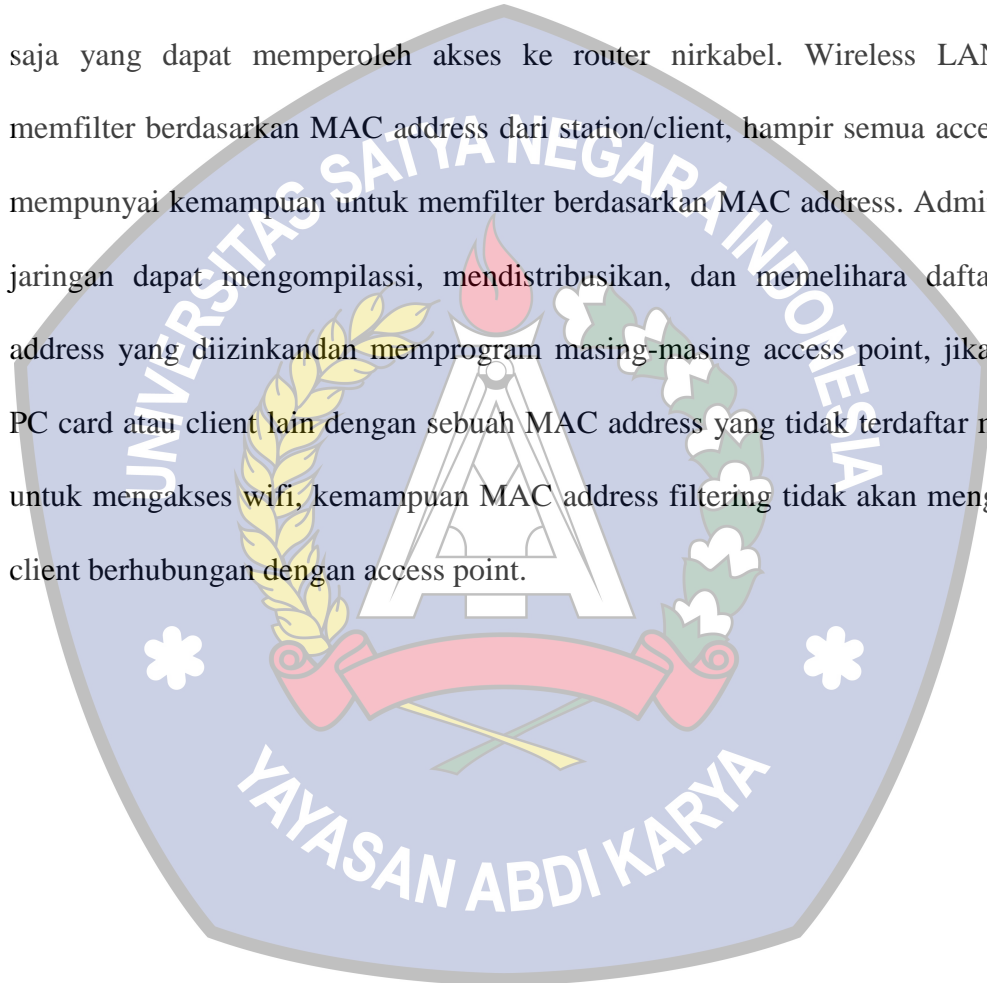 saja yang dapat memperoleh akses ke router nirkabel. Wireless LAN
memfilter berdasarkan MAC address dari station/client, hampir semua acce
mempunyai kemampuan untuk memfilter berdasarkan MAC address. Admi
jaringan dapat mengompilassi, mendistribusikan, dan memelihara dafta
address yang diizinkandan memprogram masing-masing access point, jika
PC card atau client lain dengan sebuah MAC address yang tidak terdaftar
untuk mengakses wifi, kemampuan MAC address filtering tidak akan meng
client berhubungan dengan access point.
UNIVERSITAS SATYA NEGARA INDONESIA
YAYASAN ABDI KARYA